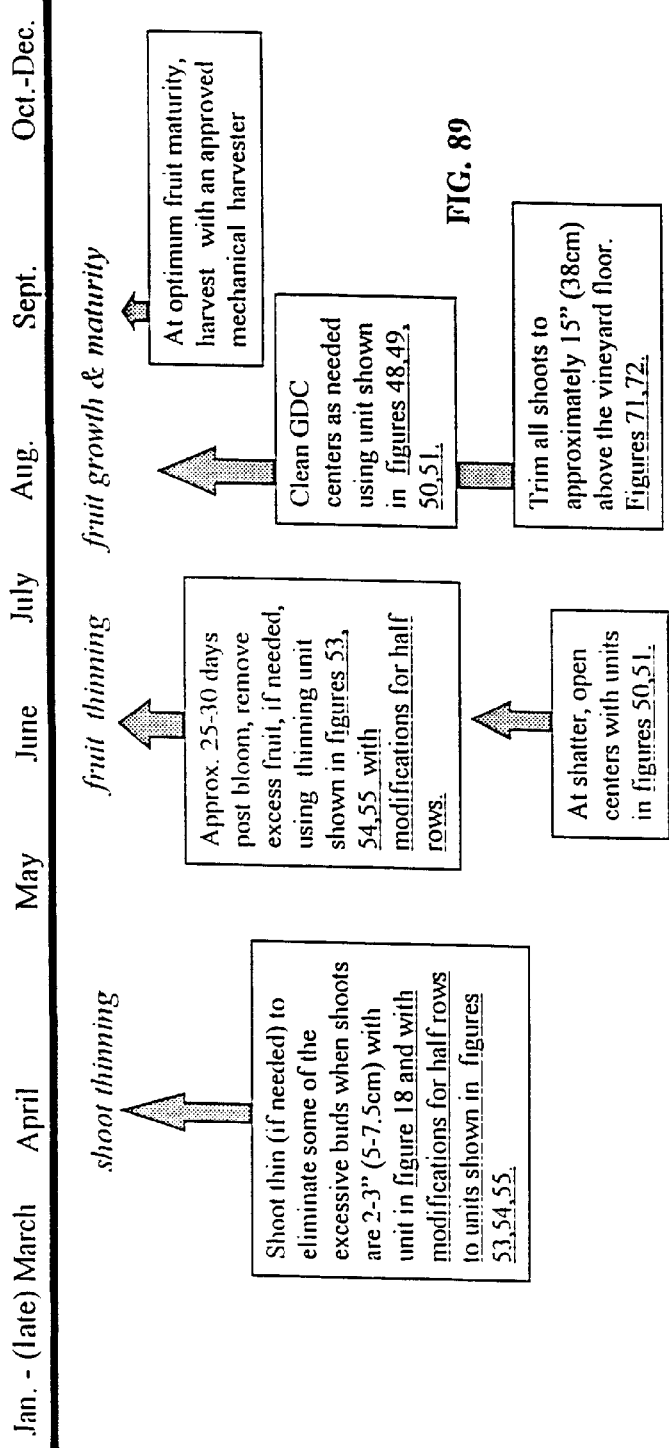 Jan. - (late) March April May June July Aug. Sept. Oct.-Dec.
shoot thinning
fruit thinning
fruit growth & maturity
Shoot thin (if needed) to
eliminate some of the
excessive buds when shoots
are 2-3" (5-7.5cm) with
unit in figure 18 and with
modifications for half rows
to units shown in figures
53,54,55.
Approx. 25-30 days
post bloom, remove
excess fruit, if needed,
using thinning unit
shown in figures 53,
54,55 with
modifications for half
rows.
At shatter, open
centers with units
in figures 50,51.
Clean GDC
centers as needed
using unit shown
in figures 48,49,
50,51.
Trim all shoots to
approximately 15" (38cm)
above the vineyard floor.
Figures 71,72.
At optimum fruit maturity,
harvest with an approved
mechanical harvester
FIG. 89